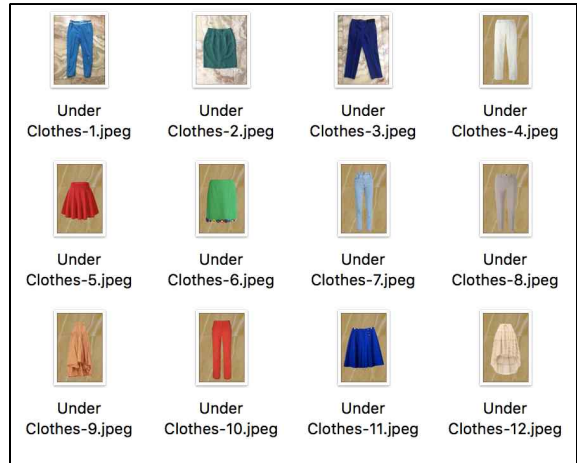 Under
Clothes-1.jpeg
Under
Clothes-2.jpeg
Under
Clothes-3.jpeg
Under
Clothes-4.jpeg
Under
Clothes-5.jpeg
Under
Clothes-6.jpeg
Under
Clothes-7.jpeg
Under
Clothes-8.jpeg
Under
Clothes-9.jpeg
Under
Clothes-10.jpeg
Under
Clothes-11.jpeg
Under
Clothes-12.jpeg